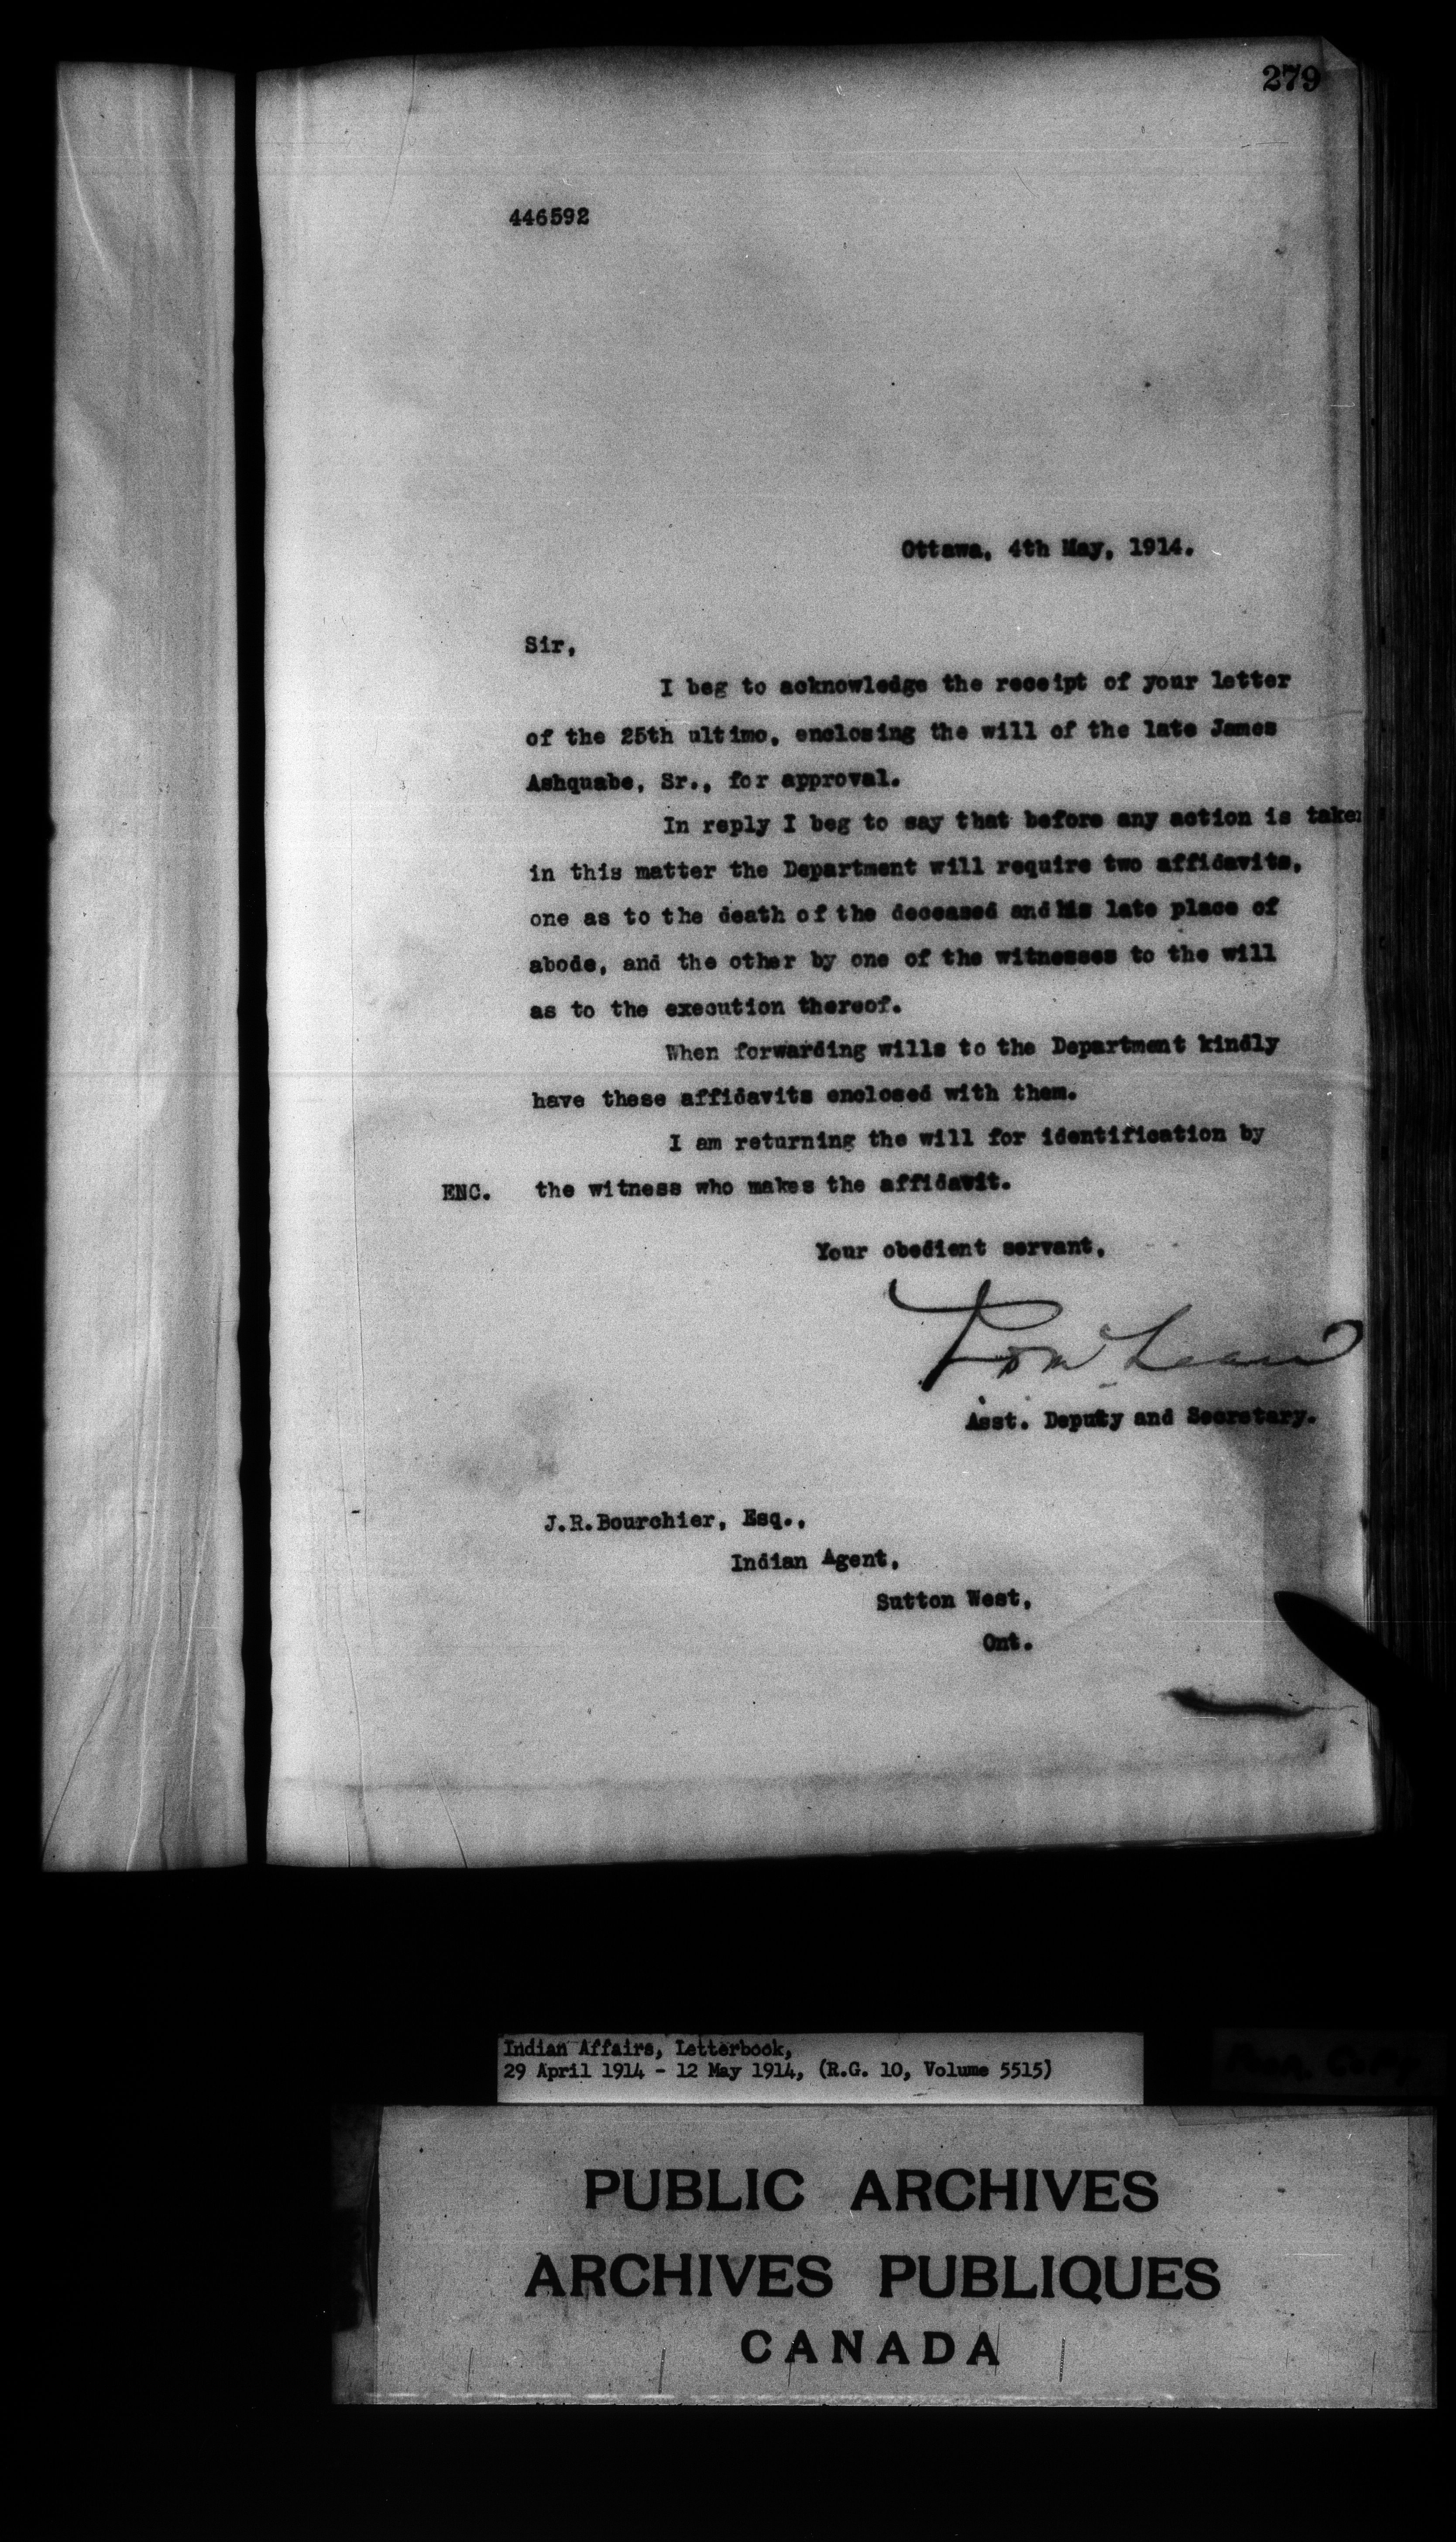 279
446592
Ottawa, 4th May, 1914.
Sir,
I beg to acknowledge the receipt of your letter
of the 25th ultimo, enclosing the will of the late James
Ashquabe, Sr., for approval.
In reply I beg to say that before any action is taken
in this matter the Department will require two affidavits,
one as to the death of the deceased and his late place of
abode, and the other by one of the witnesses to the will
as to the execution thereof.
When forwarding wills to the Department kindly
have these affidavits enclosed with them.
I am returning the will for identification by
ENC. the witness who makes the affidavit.
Your obedient servant,
Asst. Deputy and Secretary.
J.R.Bourchier, Esq.,
Indian Agent,
Sutton West,
Ont.
Indian Affairs, Letterbook,
29 April 1914 - 12 May 1914, (R.G. 10, Volume 5515)
PUBLIC ARCHIVES
ARCHIVES PUBLIQUES
CANADA